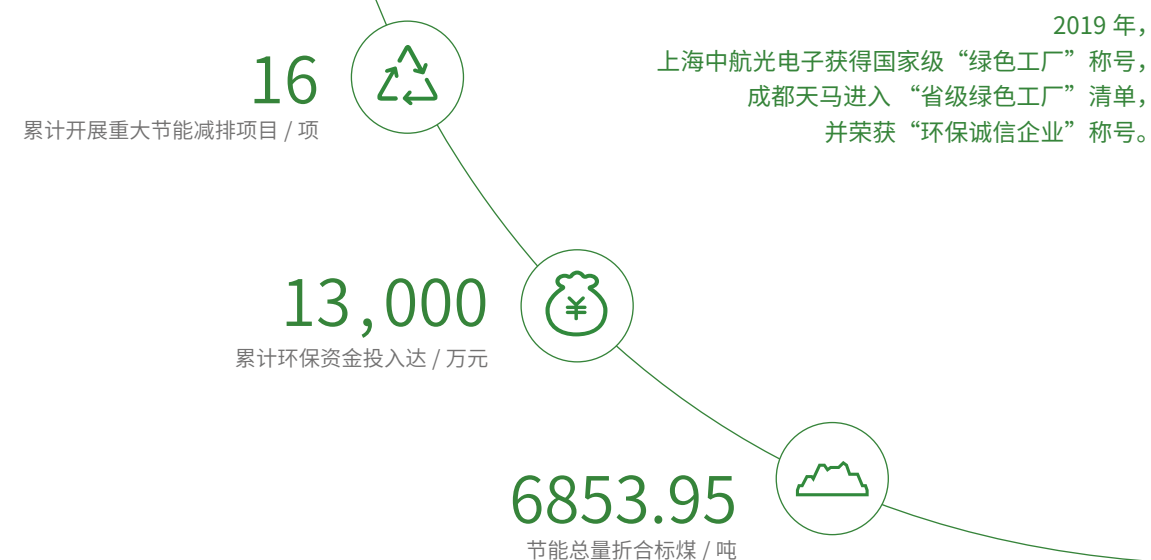 2019 年，
上海中航光电子获得国家级“绿色工厂”称号，
成都天马进入 “省级绿色工厂”清单，
并荣获“环保诚信企业”称号。
16
累计开展重大节能减排项目 / 项
¥
13,000
累计环保资金投入达 / 万元
6853.95
节能总量折合标煤 / 吨